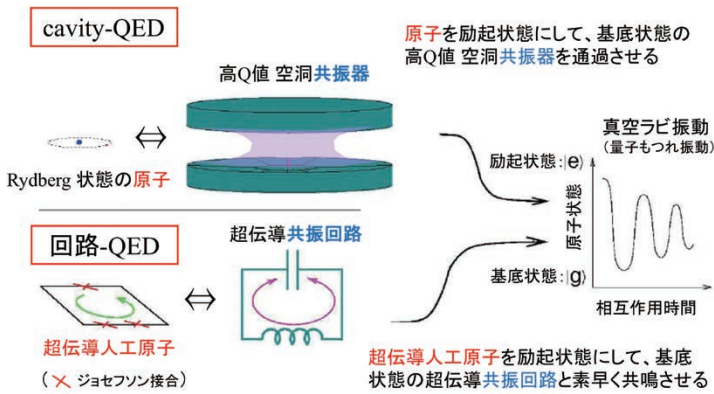 cavity-QED
原子を励起状態にして、基底状態の
高Q値 空洞共振器を通過させる
高Q値 空洞共振器
Rydberg 状態の原子
真空ラビ振動
(量子もつれ振動)
励起状態:|e⟩
原子状態
基底状態:|g⟩
相互作用時間
回路-QED
超伝導共振回路
超伝導人工原子
( ジョセフソン接合)
超伝導人工原子を励起状態にして、基底
状態の超伝導共振回路と素早く共鳴させる